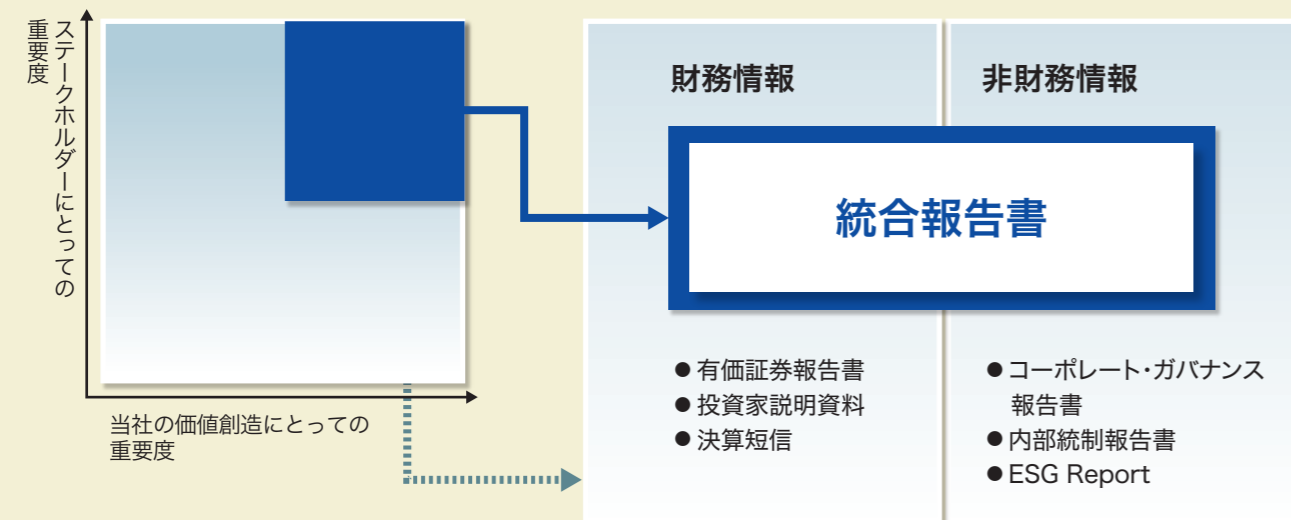 ステークホルダーにとっての
重要度
当社の価値創造にとっての
重要度
財務情報
非財務情報
統合報告書
●有価証券報告書
●投資家説明資料
●決算短信
●コーポレート・ガバナンス
報告書
●内部統制報告書
●ESG Report